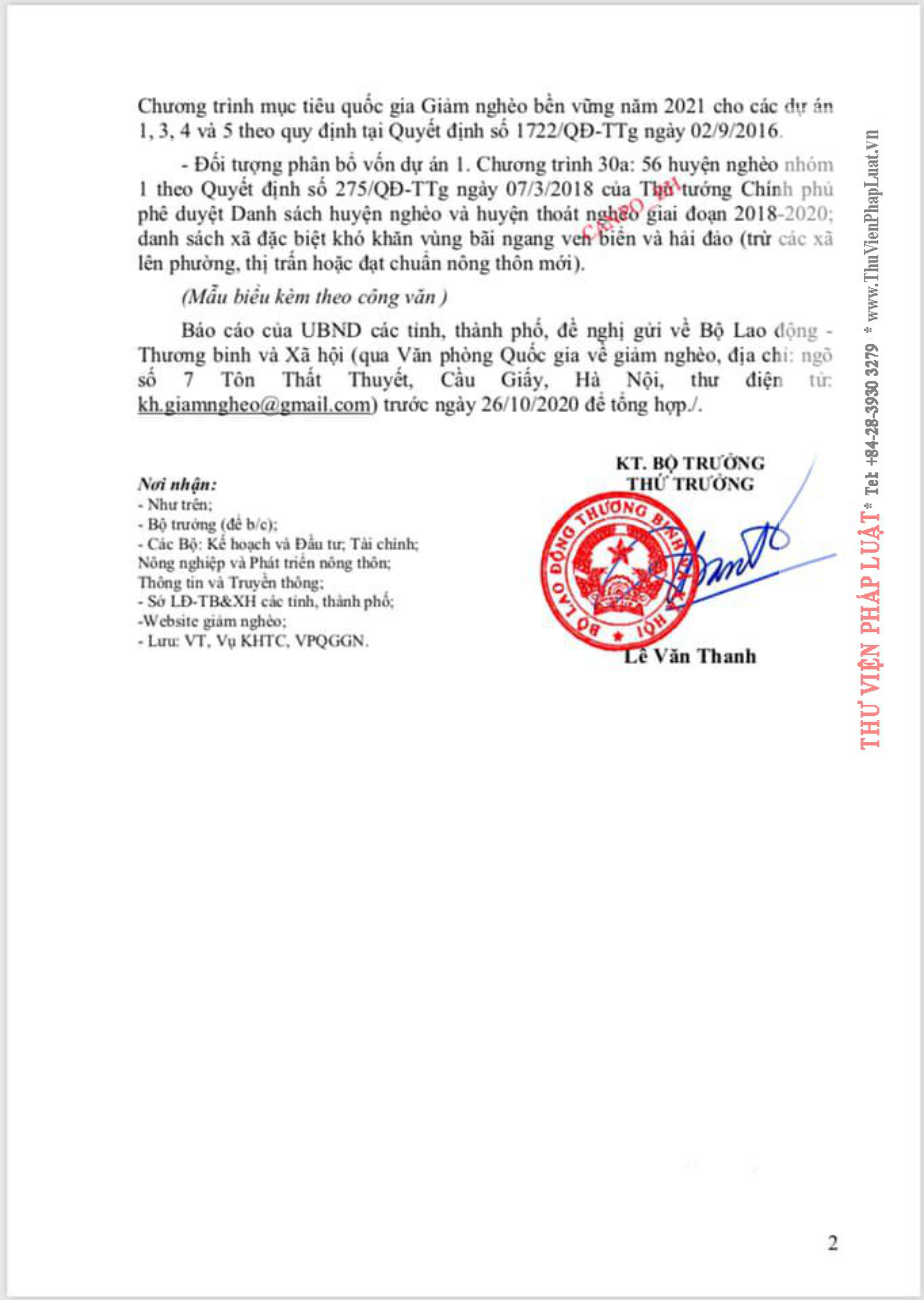 Chương trình mục tiêu quốc gia Giảm nghèo bền vững năm 2021 cho các dự án
1, 3, 4 và 5 theo quy định tại Quyết định số 1722/QĐ-TTg ngày 02/9/2016.
- Đối tượng phân bổ vốn dự án 1. Chương trình 30a: 56 huyện nghèo nhóm
1 theo Quyết định số 275/QĐ-TTg ngày 07/3/2018 của Thủ tướng Chính phủ
phê duyệt Danh sách huyện nghèo và huyện thoát nghèo giai đoạn 2018-2020;
danh sách xã đặc biệt khó khăn vùng bãi ngang ven biển và hải đảo (trừ các xã
lên phường, thị trấn hoặc đạt chuẩn nông thôn mới).
(Mẫu biểu kèm theo công văn )
Báo cáo của UBND các tỉnh, thành phố, đề nghị gửi về Bộ Lao động -
Thương binh và Xã hội (qua Văn phòng Quốc gia về giảm nghèo, địa chỉ: ngõ
số 7 Tôn Thất Thuyết, Cầu Giấy, Hà Nội, thư điện tử:
kh.giamngheo@gmail.com) trước ngày 26/10/2020 để tổng hợp./.
KT. BỘ TRƯỞNG
THỨ TRƯỞNG
Nơi nhận:
- Như trên;
- Bộ trưởng (để b/c);
- Các Bộ: Kế hoạch và Đầu tư; Tài chính;
Nông nghiệp và Phát triển nông thôn;
Thông tin và Truyền thông;
- Sở LĐ-TB&XH các tỉnh, thành phố;
-Website giảm nghèo;
- Lưu: VT, Vụ KHTC, VPQGGN.
BỘ LAO ĐỘNG THƯƠNG BINH VÀ XÃ HỘI
Lê Văn Thanh
THƯ VIỆN PHÁP LUẬT * Tel: +84-28-3930 3279 * www.ThuVienPhapLuat.vn
2